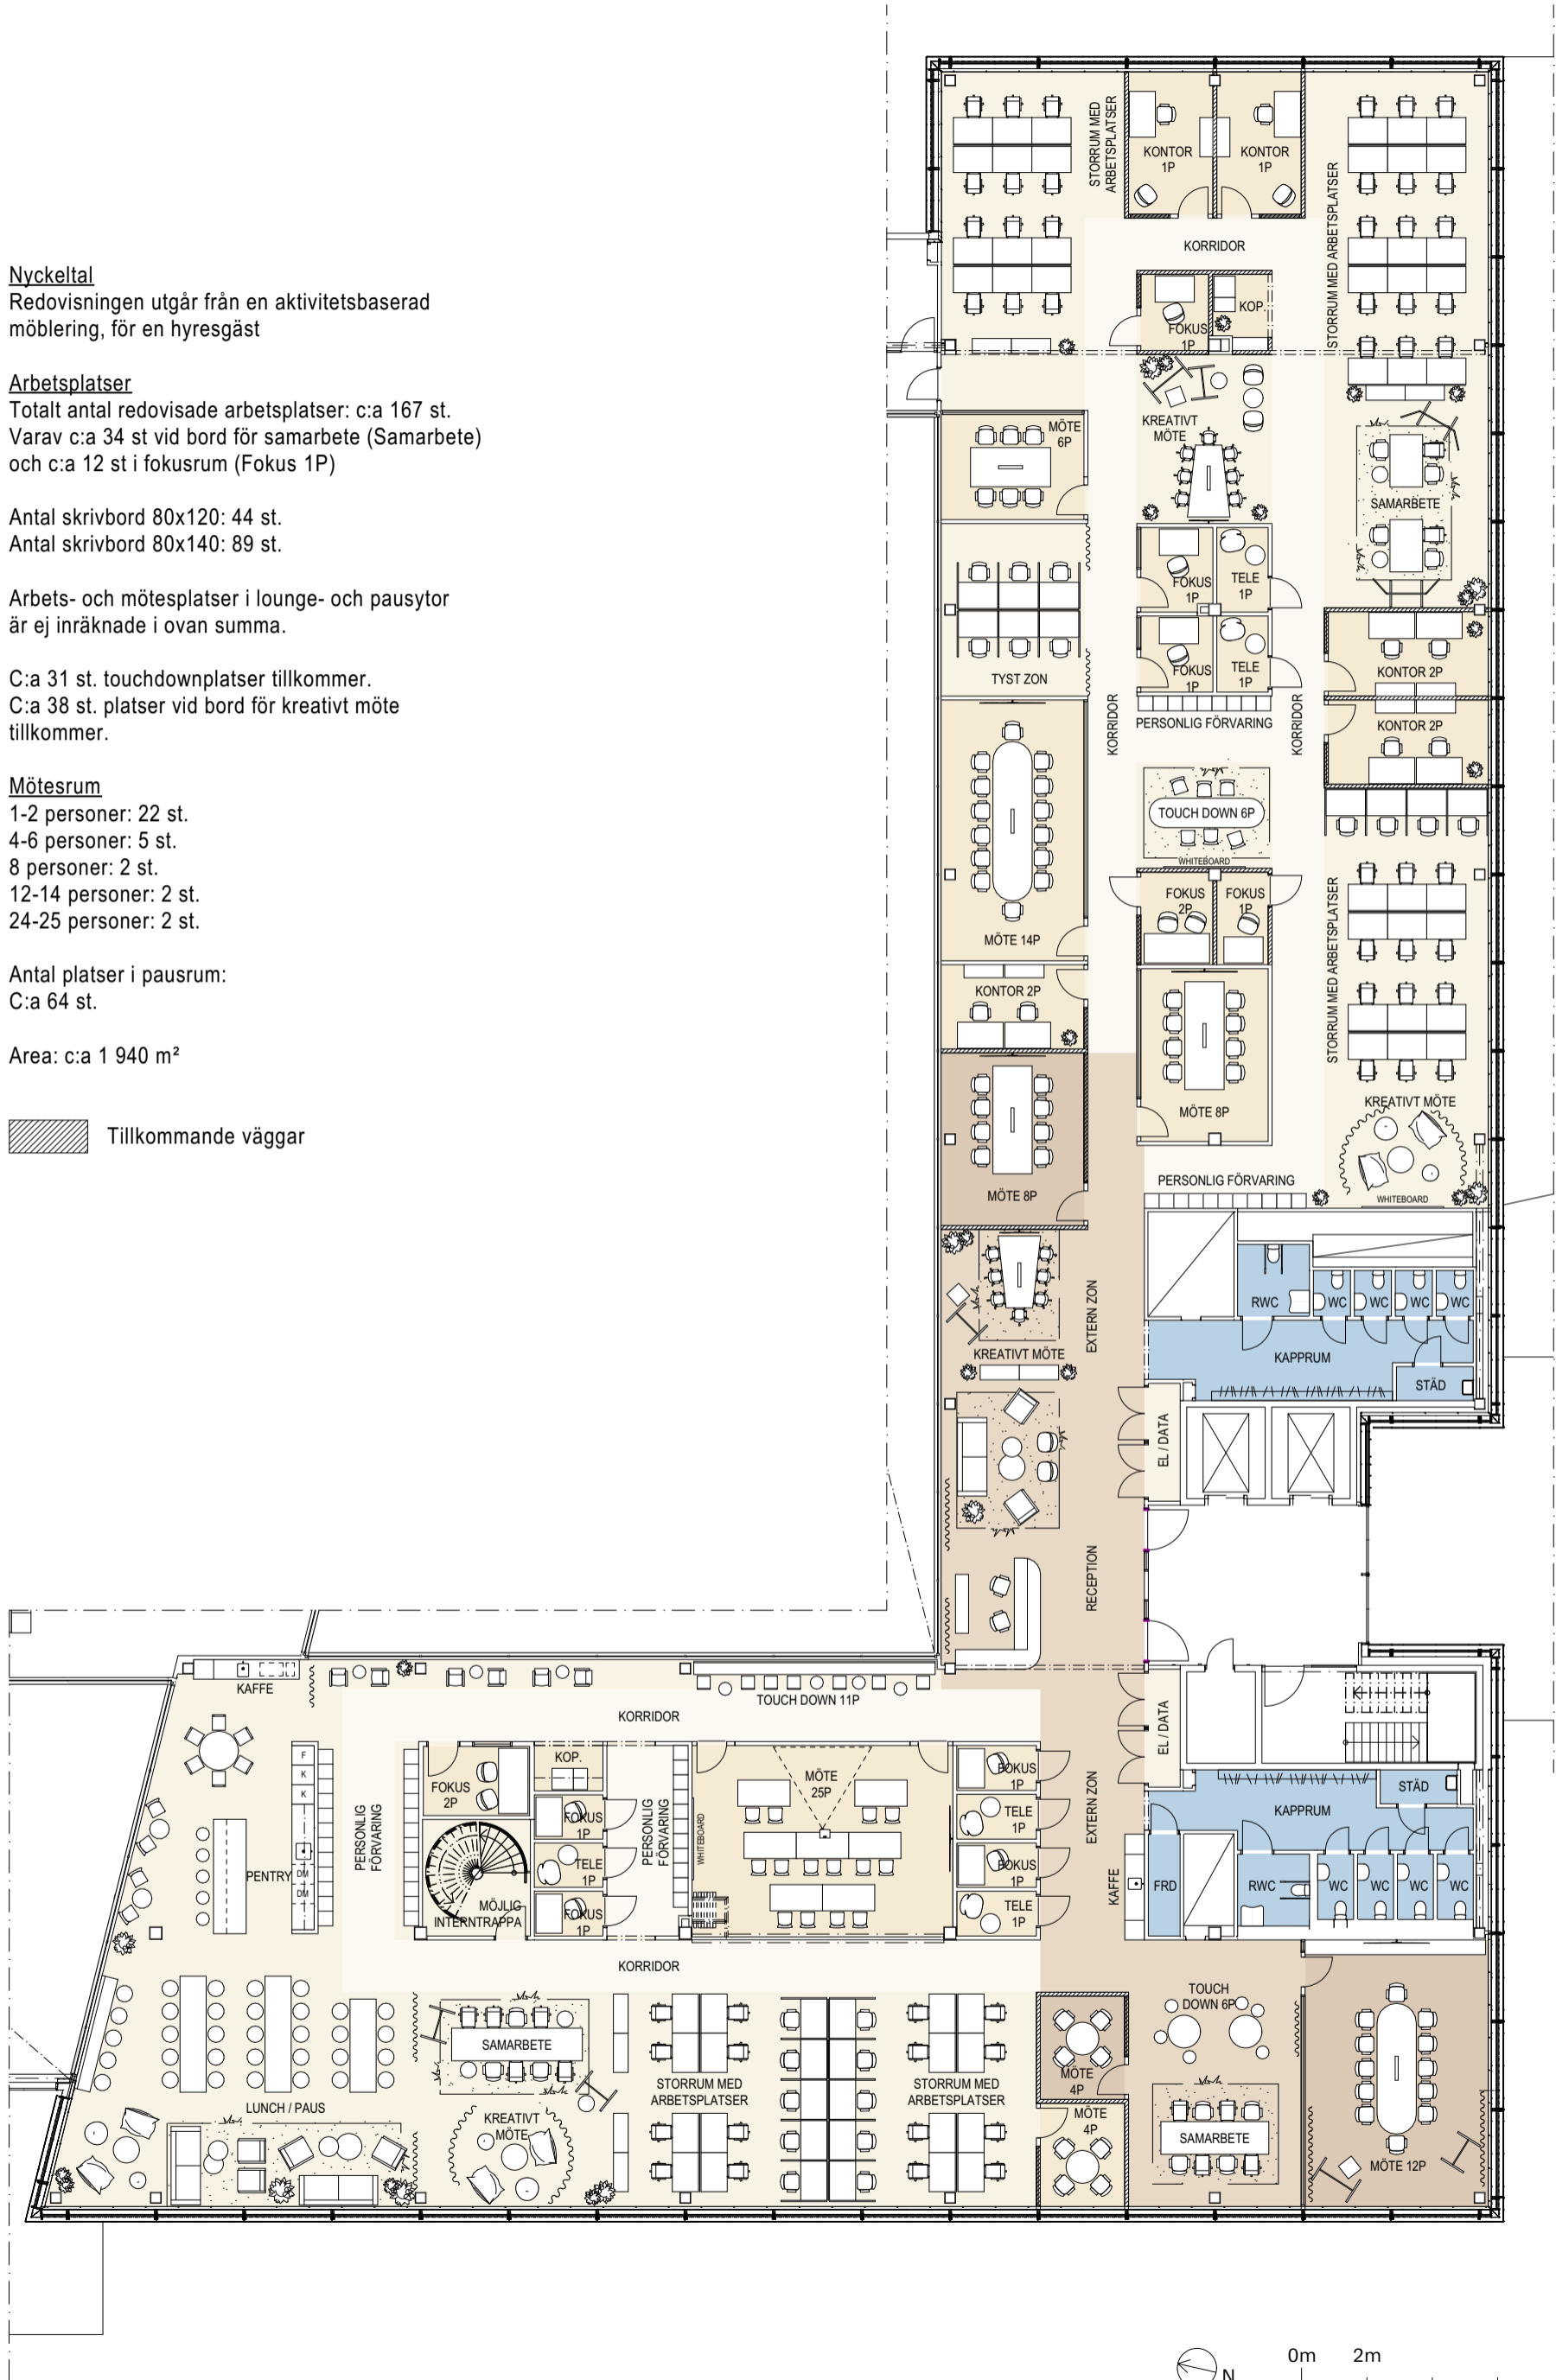 Nyckeltal
Redovisningen utgår från en aktivitetsbaserad
möblering, för en hyresgäst
Arbetsplatser
Totalt antal redovisade arbetsplatser: c:a 167 st.
Varav c:a 34 st vid bord för samarbete (Samarbete)
och c:a 12 st i fokusrum (Fokus 1P)
Antal skrivbord 80x120: 44 st.
Antal skrivbord 80x140: 89 st.
Arbets- och mötesplatser i lounge- och pausytor
är ej inräknade i ovan summa.
C:a 31 st. touchdownplatser tillkommer.
C:a 38 st. platser vid bord för kreativt möte
tillkommer.
Mötesrum
1-2 personer: 22 st.
4-6 personer: 5 st.
8 personer: 2 st.
12-14 personer: 2 st.
24-25 personer: 2 st.
Antal platser i pausrum:
C:a 64 st.
Area: c:a 1 940 m²
Tillkommande väggar
STORRUM MED
ARBETSPLATSER
KONTOR
1P
KONTOR
1P
STORRUM MED ARBETSPLATSER
KORRIDOR
FOKUS
1P
KOP.
KREATIVT
MÖTE
MÖTE
6P
SAMARBETE
FOKUS
1P
TELE
1P
FOKUS
1P
TELE
1P
TYST ZON
KONTOR 2P
KORRIDOR
PERSONLIG FÖRVARING
KORRIDOR
KONTOR 2P
TOUCH DOWN 6P
WHITEBOARD
FOKUS
2P
FOKUS
1P
MÖTE 14P
STORRUM MED ARBETSPLATSER
KONTOR 2P
MÖTE 8P
KREATIVT MÖTE
MÖTE 8P
PERSONLIG FÖRVARING
WHITEBOARD
EXTERN ZON
RWC
WC
WC
WC
WC
KREATIVT MÖTE
KAPPRUM
STÄD
EL / DATA
RECEPTION
KAFFE
TOUCH DOWN 11P
KORRIDOR
EL / DATA
KOP.
F
K
K
DM
DM
FOKUS
2P
MÖTE
25P
FOKUS
1P
STÄD
PERSONLIG
FÖRVARING
FOKUS
1P
PERSONLIG
FÖRVARING
WHITEBOARD
TELE
1P
EXTERN ZON
KAPPRUM
PENTRY
TELE
1P
FOKUS
1P
KAFFE
FRD
RWC
WC
WC
WC
WC
MÖJLIG
INTERNTRAPPA
FOKUS
1P
TELE
1P
KORRIDOR
TOUCH
DOWN 6P
SAMARBETE
STORRUM MED
ARBETSPLATSER
STORRUM MED
ARBETSPLATSER
MÖTE
4P
LUNCH / PAUS
KREATIVT
MÖTE
MÖTE
4P
SAMARBETE
MÖTE 12P
N
0m
2m